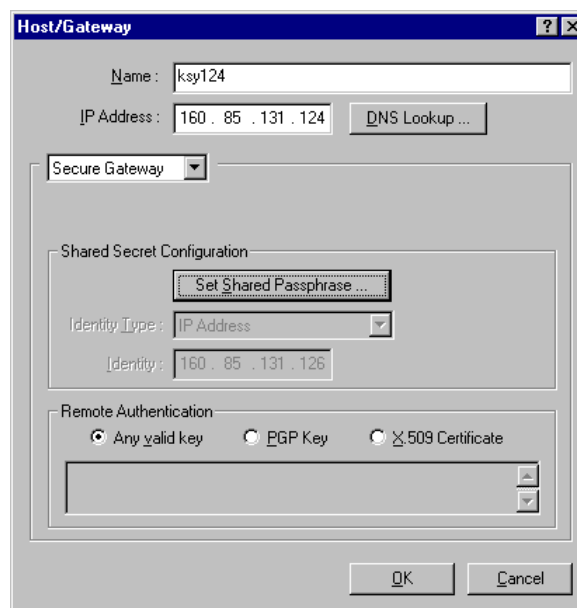 Host/Gateway
Name : ksy124
IP Address : 160 . 85 . 131 . 124 DNS Lookup ...
Secure Gateway
Shared Secret Configuration
Set Shared Passphrase ...
Identity Type : IP Address
Identity : 160 . 85 . 131 . 126
Remote Authentication
Any valid key PGP Key X.509 Certificate
OK Cancel